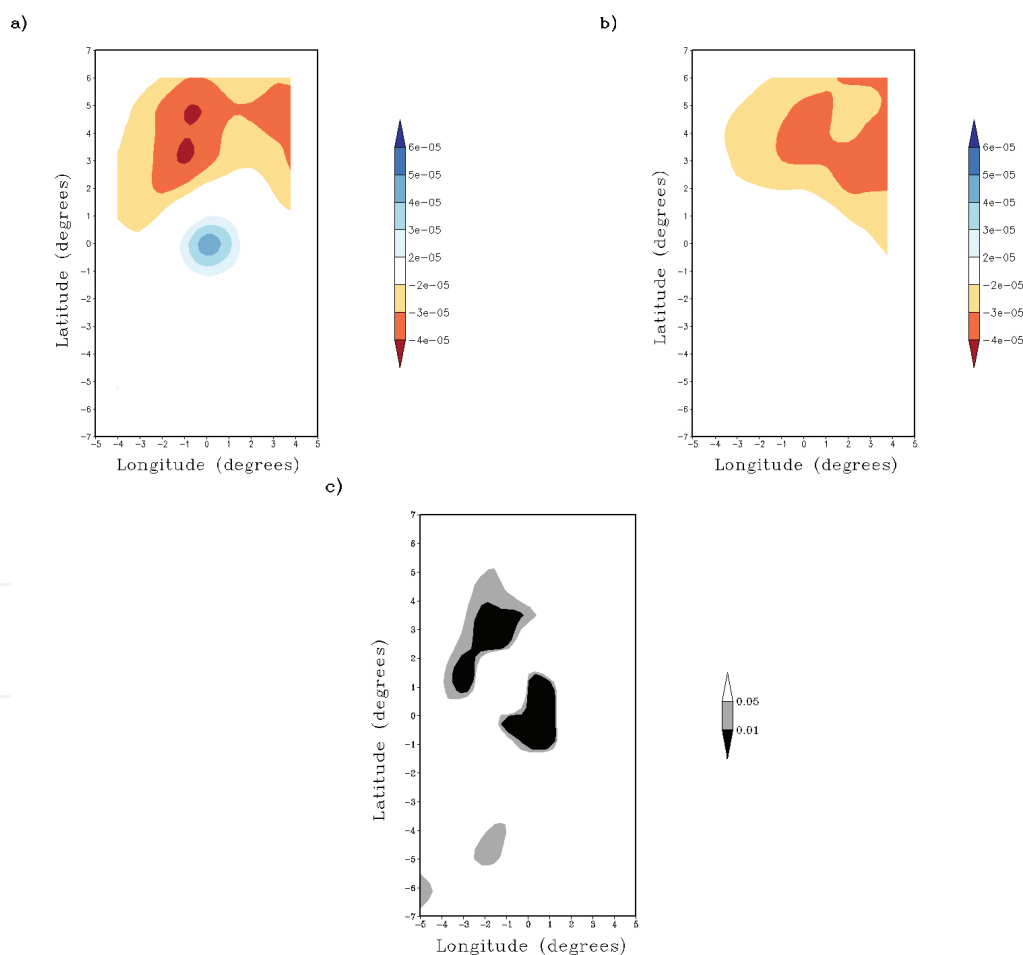 a)
7
6
5
4
3
2
1
0
-1
-2
-3
-4
-5
-6
-7
-5 -4 -3 -2 -1 0 1 2 3 4 5
Latitude (degrees)
Longitude (degrees)
6e-05
5e-05
4e-05
3e-05
2e-05
-2e-05
-3e-05
-4e-05
b)
7
6
5
4
3
2
1
0
-1
-2
-3
-4
-5
-6
-7
-5 -4 -3 -2 -1 0 1 2 3 4 5
Latitude (degrees)
Longitude (degrees)
6e-05
5e-05
4e-05
3e-05
2e-05
-2e-05
-3e-05
-4e-05
c)
7
6
5
4
3
2
1
0
-1
-2
-3
-4
-5
-6
-7
-5 -4 -3 -2 -1 0 1 2 3 4 5
Latitude (degrees)
Longitude (degrees)
0.05
0.01